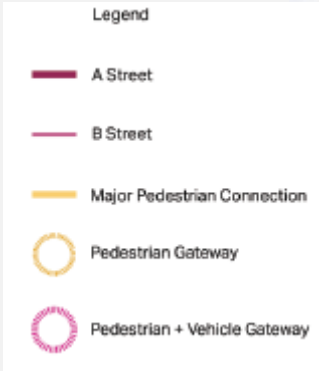 Legend
A Street
B Street
Major Pedestrian Connection
Pedestrian Gateway
Pedestrian + Vehicle Gateway